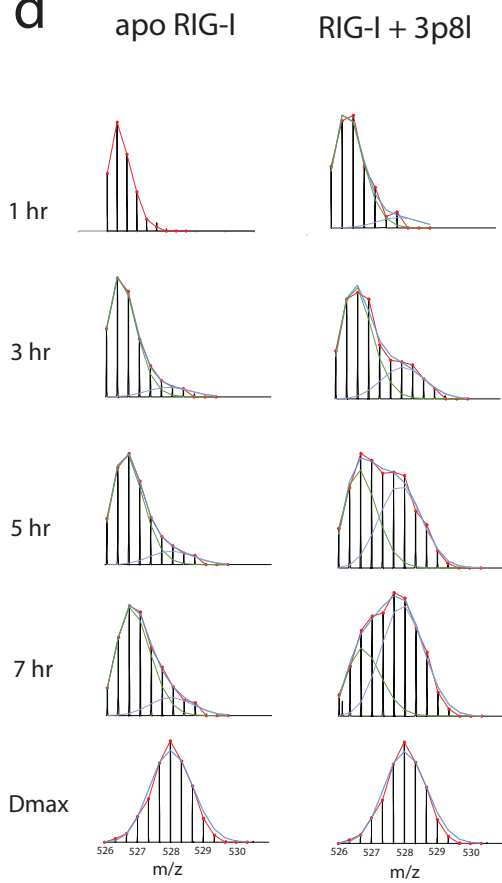 d
apo RIG-I
RIG-I + 3p8l
1 hr
3 hr
5 hr
7 hr
Dmax
526 527 528 529 530
526 527 528 529 530
m/z
m/z